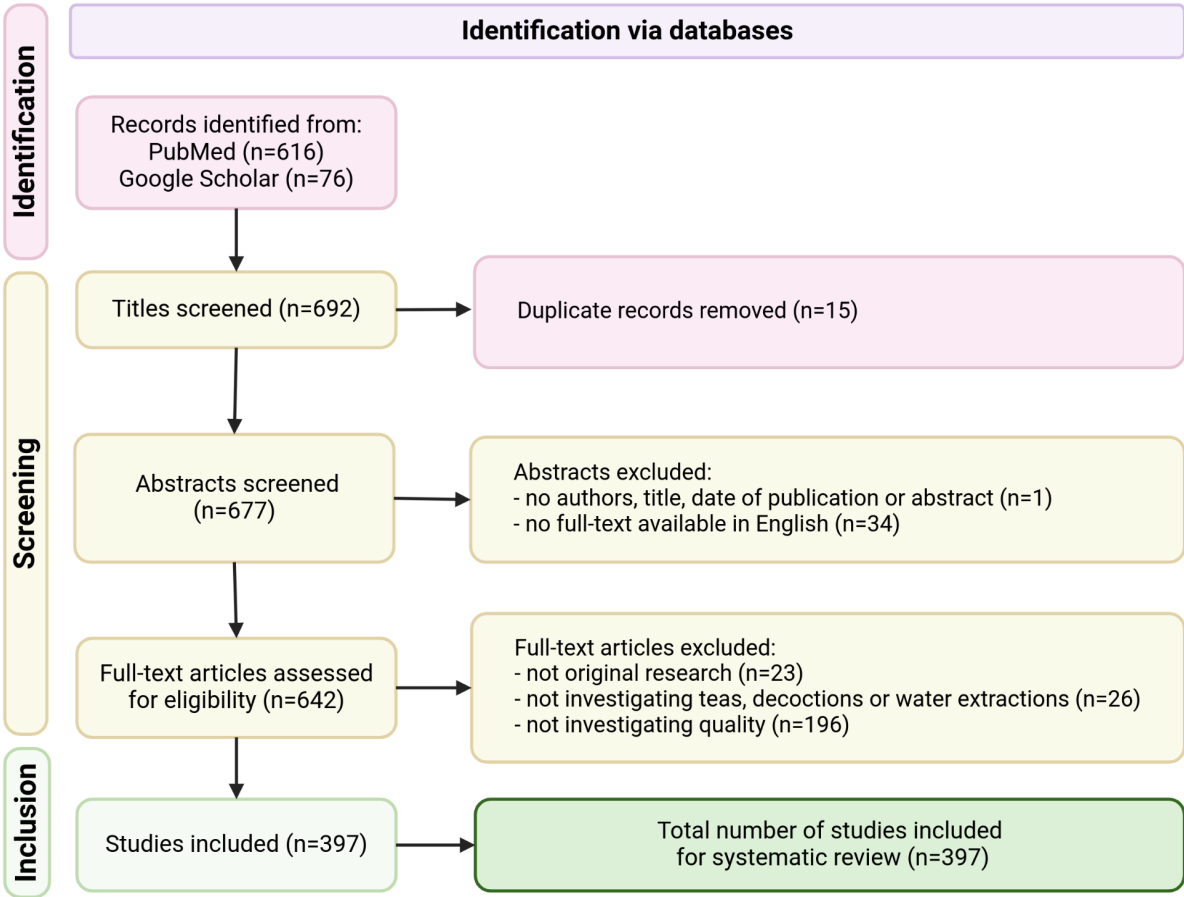 Identification via databases
Identification
Records identified from:
PubMed (n=616)
Google Scholar (n=76)
Screening
Titles screened (n=692)
Duplicate records removed (n=15)
Abstracts screened
(n=677)
Abstracts excluded:
- no authors, title, date of publication or abstract (n=1)
- no full-text available in English (n=34)
Full-text articles assessed
for eligibility (n=642)
Full-text articles excluded:
- not original research (n=23)
- not investigating teas, decoctions or water extractions (n=26)
- not investigating quality (n=196)
Inclusion
Studies included (n=397)
Total number of studies included
for systematic review (n=397)